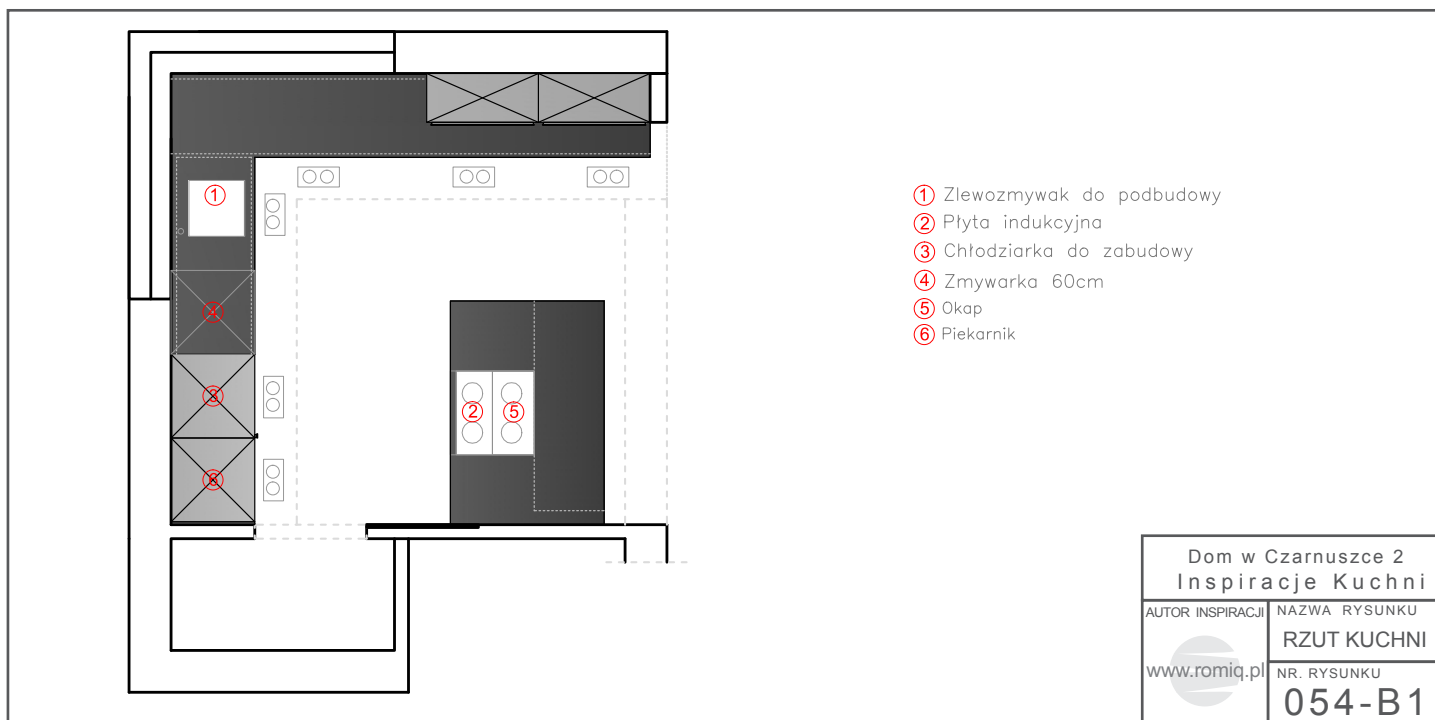 1
4
3
6
2
5
1 Zlewozmywak do podbudowy
2 Płyta indukcyjna
3 Chłodziarka do zabudowy
4 Zmywarka 60cm
5 Okap
6 Piekarnik
Dom w Czarnuszce 2
Inspiracje Kuchni
AUTOR INSPIRACJI
www.romiq.pl
NAZWA RYSUNKU
RZUT KUCHNI
NR. RYSUNKU
054-B1